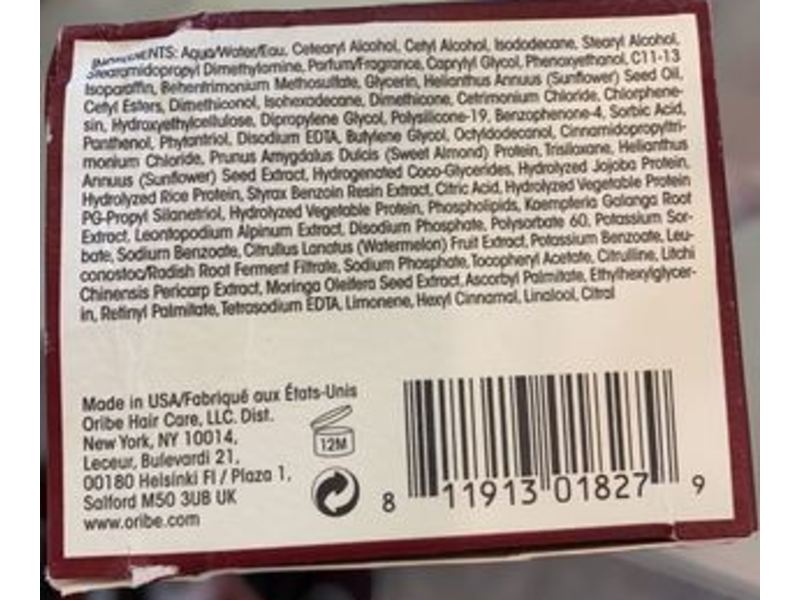 INGREDIENTS: Aqua/Water/Eau, Cetearyl Alcohol, Cetyl Alcohol, Isododecane, Stearyl Alcohol,
Stearamidopropyl Dimethylamine, Parfum/Fragrance, Caprylyl Glycol, Phenoxyethanol, C11-13
Isoparaffin, Behentrimonium Methosulfate, Glycerin, Helianthus Annuus (Sunflower) Seed Oil,
Cetyl Esters, Dimethiconol, Isohexadecane, Dimethicone, Cetrimonium Chloride, Chlorphene-
sin, Hydroxyethylcellulose, Dipropylene Glycol, Polysilicone-19, Benzophenone-4, Sorbic Acid,
Panthenol, Phytantriol, Disodium EDTA, Butylene Glycol, Octyldodecanol, Cinnamidopropyltri-
monium Chloride, Prunus Amygdalus Dulcis (Sweet Almond) Protein, Trisiloxane, Helianthus
Annuus (Sunflower) Seed Extract, Hydrogenated Coco-Glycerides, Hydrolyzed Jojoba Protein,
Hydrolyzed Rice Protein, Styrax Benzoin Resin Extract, Citric Acid, Hydrolyzed Vegetable Protein
PG-Propyl Silanetriol, Hydrolyzed Vegetable Protein, Phospholipids, Kaempferia Galanga Root
Extract, Leontopodium Alpinum Extract, Disodium Phosphate, Polysorbate 60, Potassium Sor-
bate, Sodium Benzoate, Citrullus Lanatus (Watermelon) Fruit Extract, Potassium Benzoate, Leu-
conostoc/Radish Root Ferment Filtrate, Sodium Phosphate, Tocopheryl Acetate, Citrulline, Litchi
Chinensis Pericarp Extract, Moringa Oleifera Seed Extract, Ascorbyl Palmitate, Ethylhexylglycer-
in, Retinyl Palmitate, Tetrasodium EDTA, Limonene, Hexyl Cinnamal, Linalool, Citral
Made in USA/Fabriqué aux États-Unis
Oribe Hair Care, LLC. Dist.
New York, NY 10014,
Leceur, Bulevardi 21,
00180 Helsinki FI / Plaza 1,
Salford M50 3UB UK
www.oribe.com
12M
8 11913 01827 9